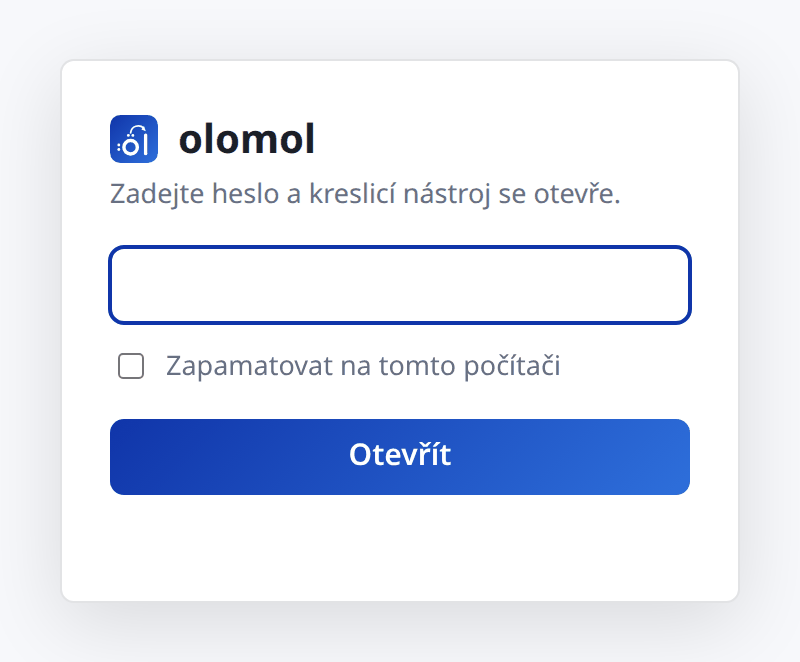 olomol
Zadejte heslo a kreslicí nástroj se otevře.
Zapamatovat na tomto počítači
Otevřít